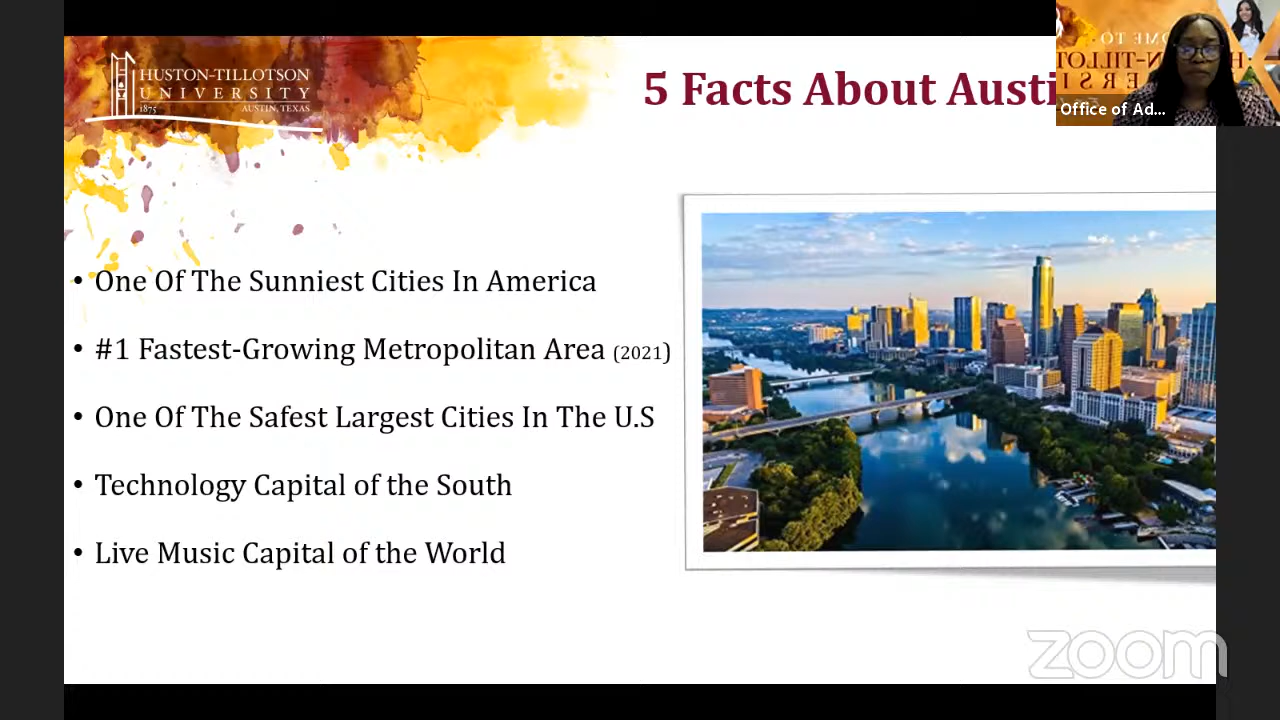 HUSTON-TILLOTSON
UNIVERSITY
1875 AUSTIN, TEXAS
5 Facts About Austi
Office of Ad...
• One Of The Sunniest Cities In America
• #1 Fastest-Growing Metropolitan Area (2021)
• One Of The Safest Largest Cities In The U.S
• Technology Capital of the South
• Live Music Capital of the World
zoom